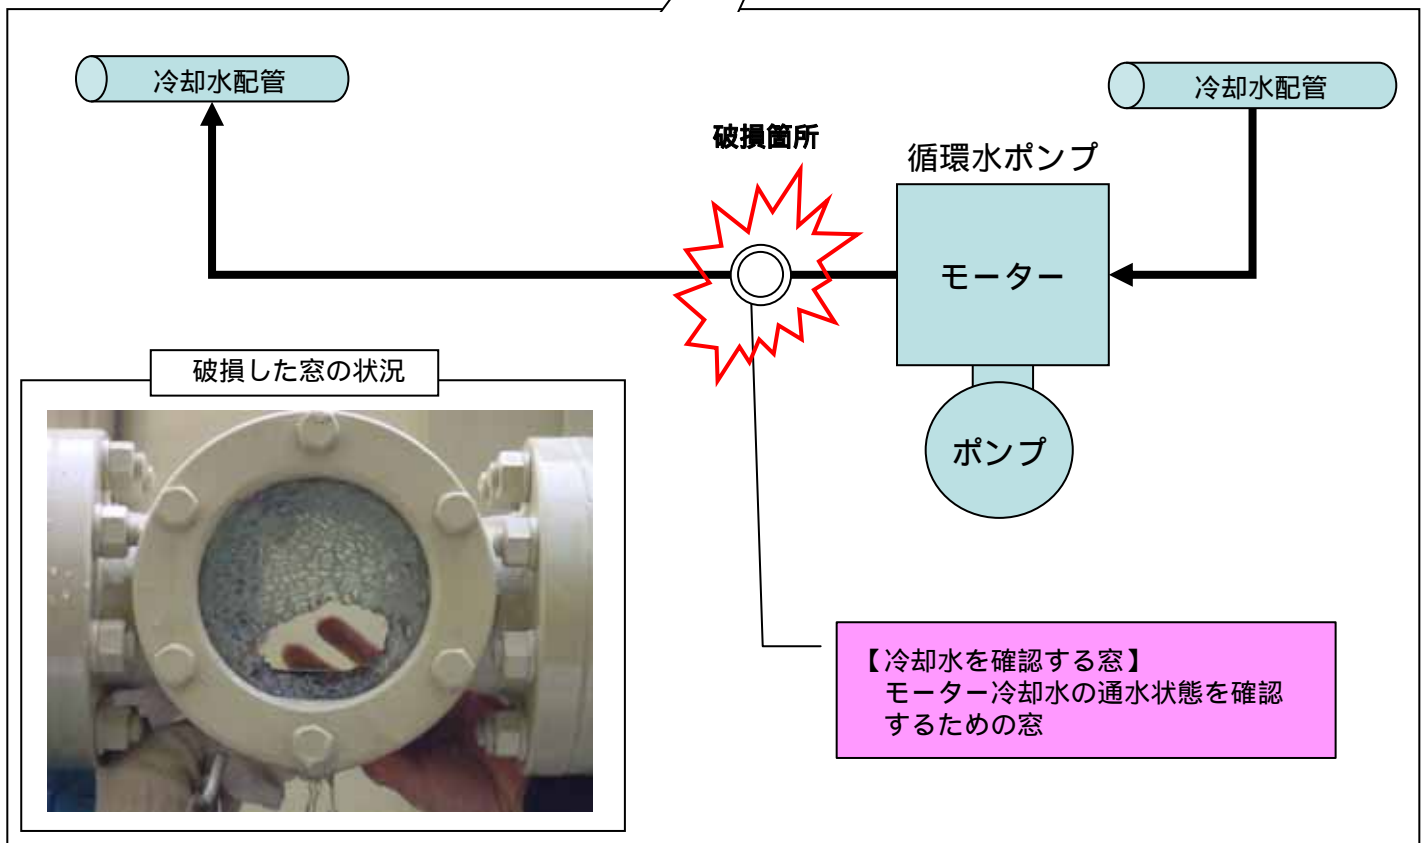 冷却水配管
冷却水配管
破損箇所
循環水ポンプ
モーター
ポンプ
破損した窓の状況
【冷却水を確認する窓】
モーター冷却水の通水状態を確認
するための窓